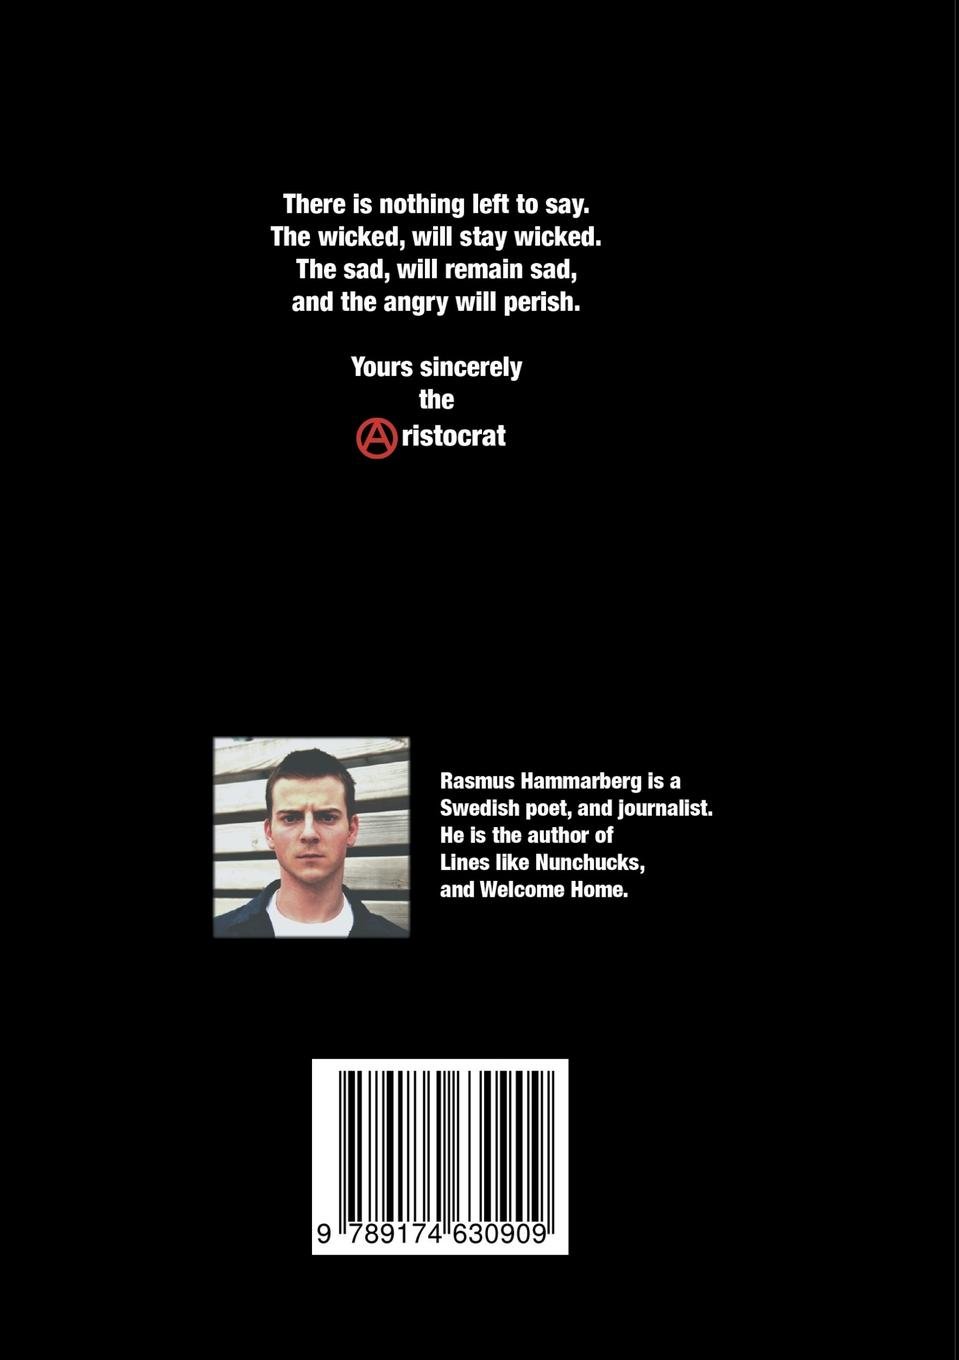 There is nothing left to say.
The wicked, will stay wicked.
The sad, will remain sad,
and the angry will perish.
Yours sincerely
the
Aristocrat
Rasmus Hammarberg is a
Swedish poet, and journalist.
He is the author of
Lines like Nunchucks,
and Welcome Home.
9 789174 630909